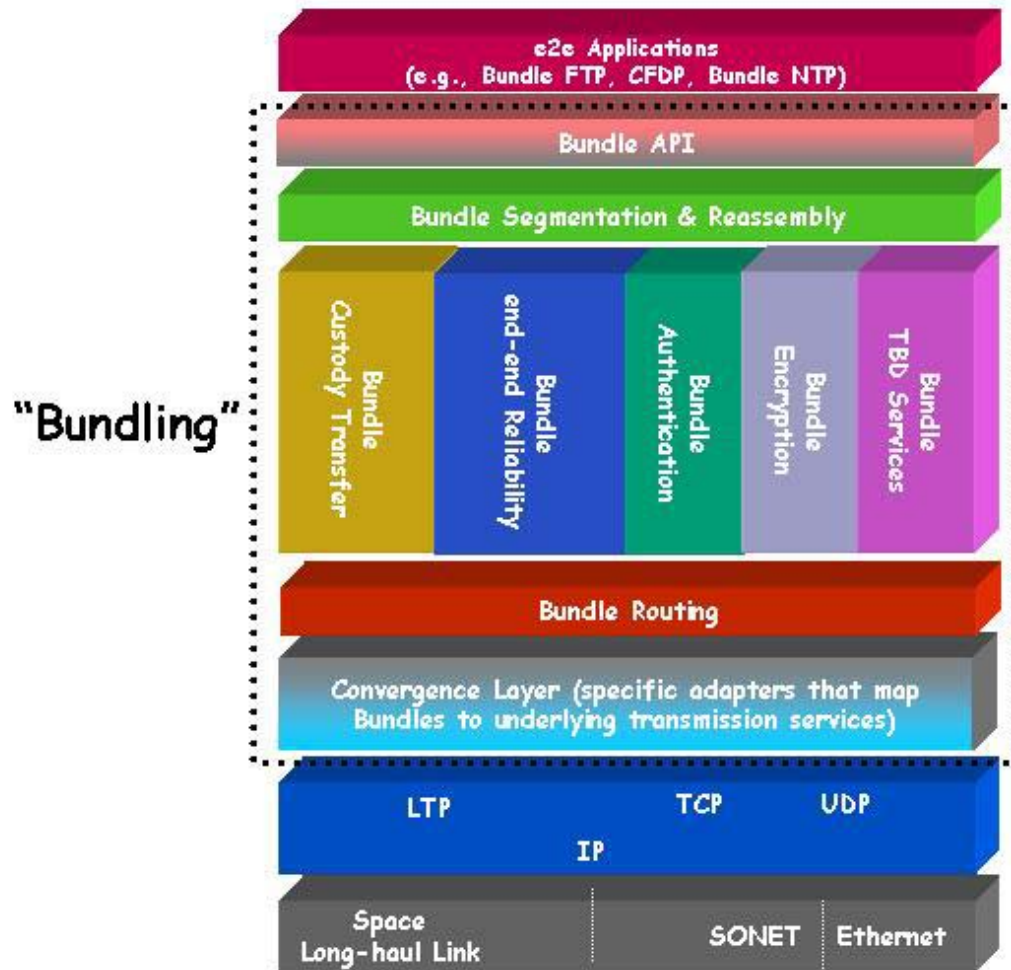 e2e Applications
(e.g., Bundle FTP, CFDP, Bundle NTP)
Bundle API
Bundle Segmentation & Reassembly
Bundle
Custody Transfer
Bundle
end-end Reliability
Bundle
Authentication
Bundle
Encryption
Bundle
TBD Services
"Bundling"
Bundle Routing
Convergence Layer (specific adapters that map
Bundles to underlying transmission services)
LTP TCP UDP
IP
Space
Long-haul Link
SONET
Ethernet